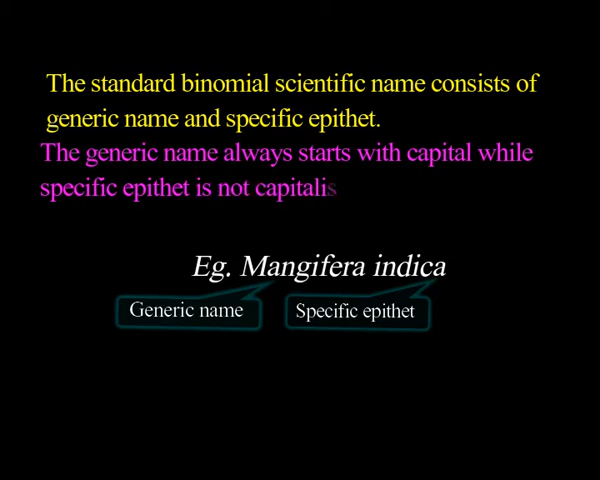 The standard binomial scientific name consists of
generic name and specific epithet.
The generic name always starts with capital while
specific epithet is not capitalis
Eg. Mangifera indica
Generic name
Specific epithet